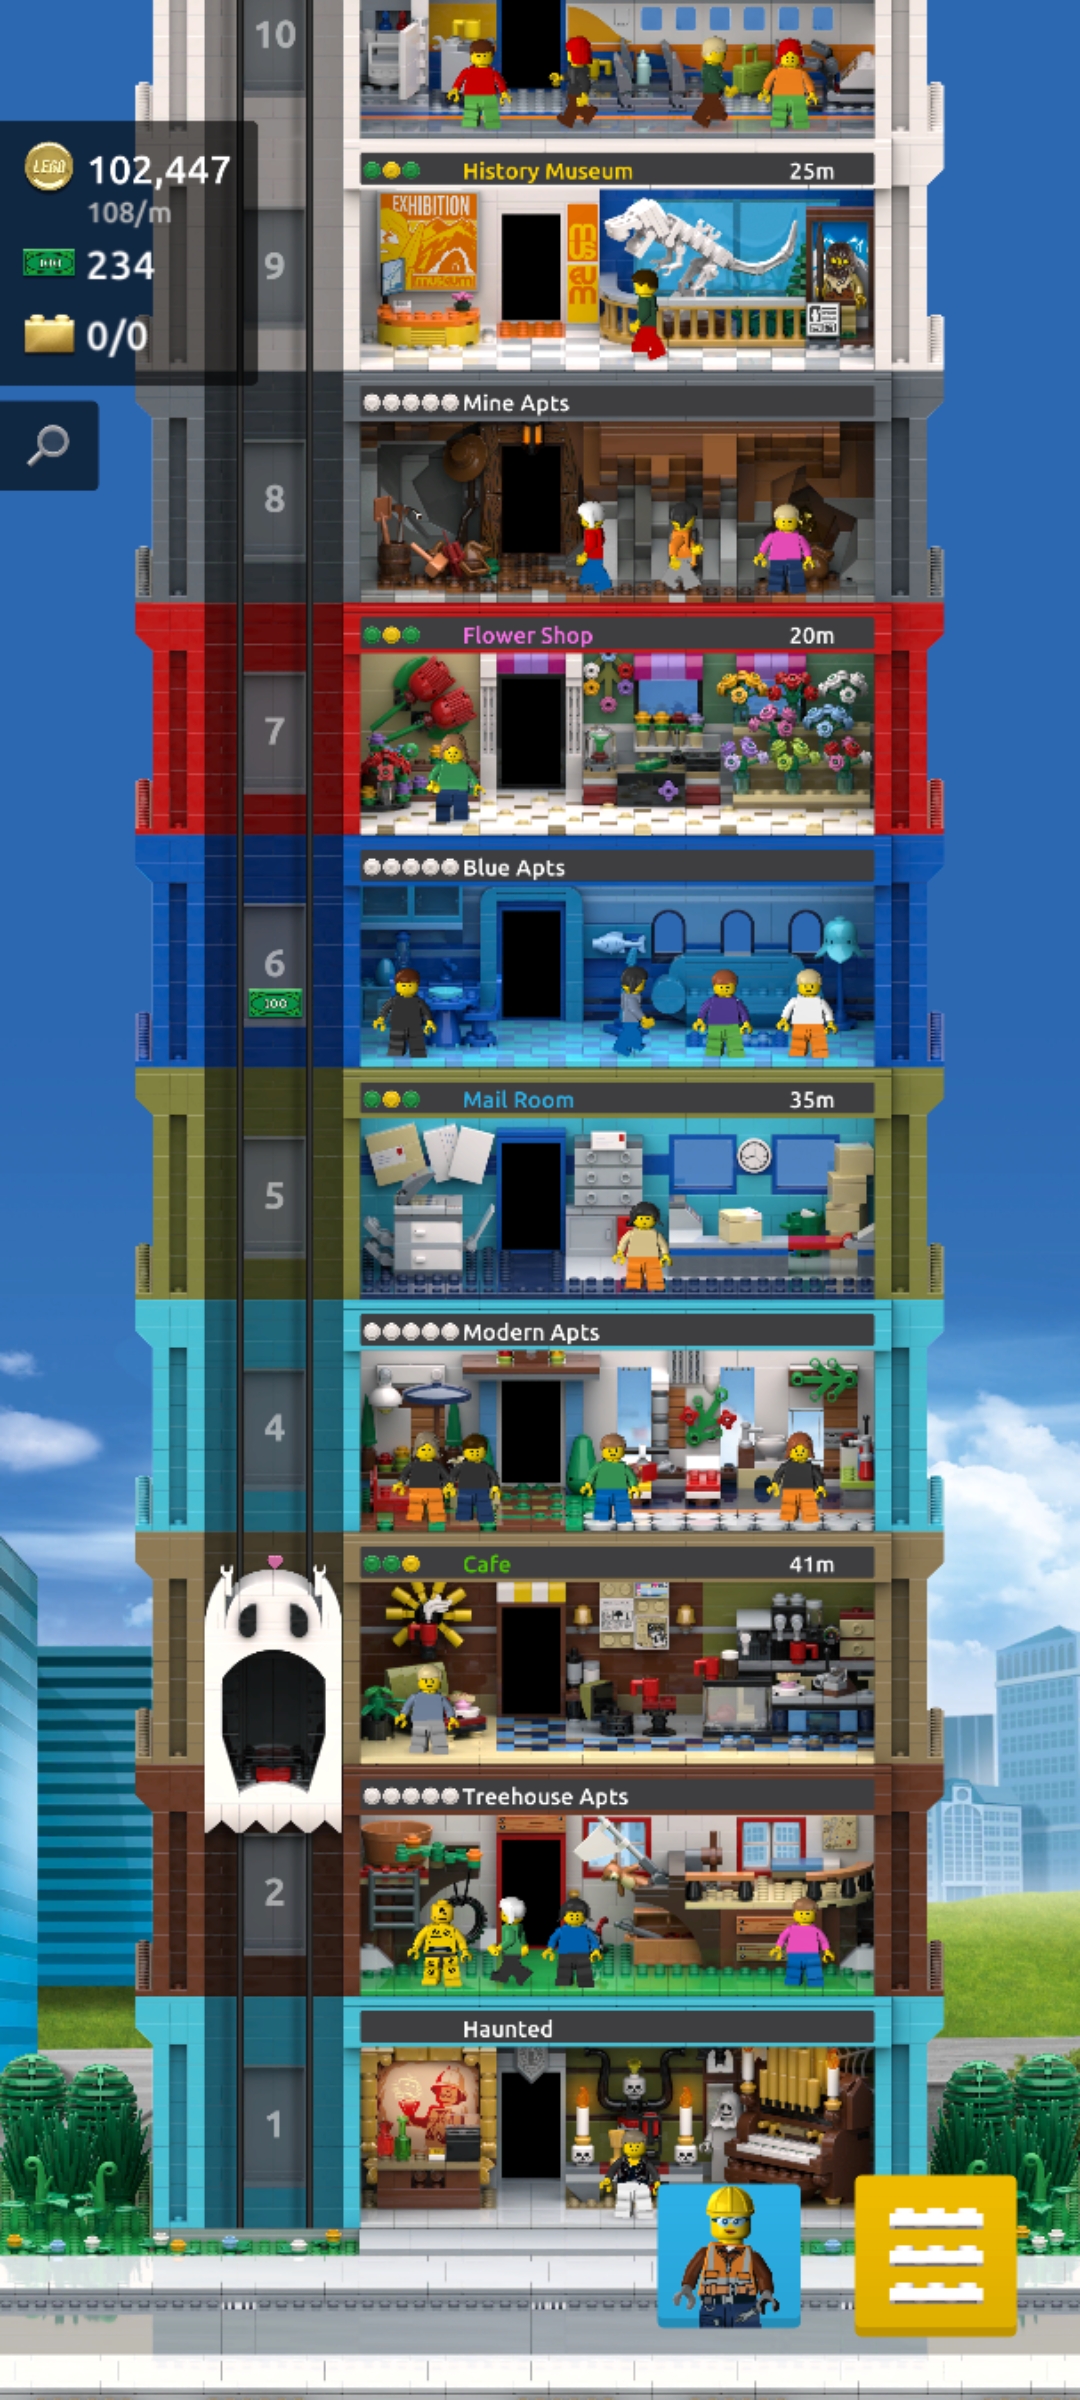 10
LEGO
102,447
108/m
234
0/0
History Museum 25m
EXHIBITION
museum
mus
eum
9
Mine Apts
8
Flower Shop 20m
7
Blue Apts
6
100
Mail Room 35m
5
Modern Apts
4
Cafe 41m
Treehouse Apts
2
Haunted
1